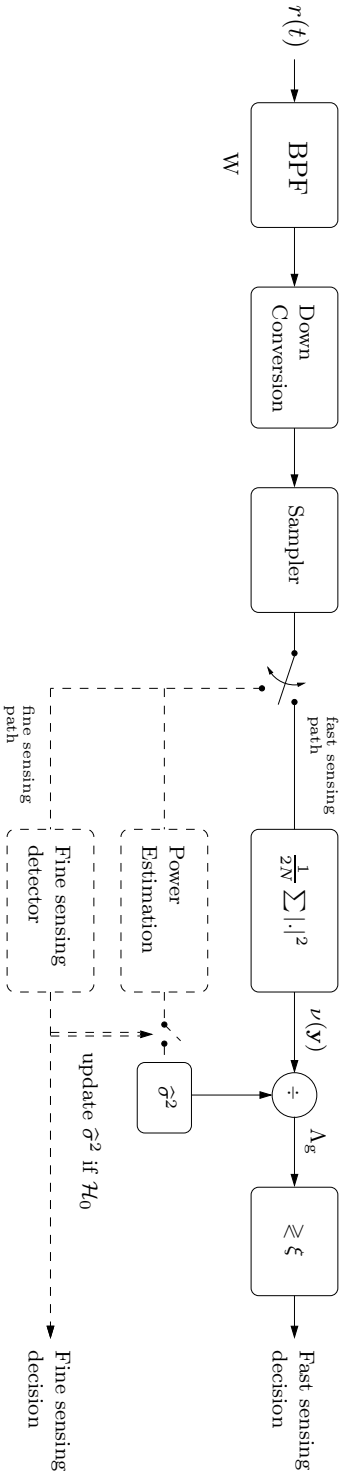 r(t)
BPF
W
Down
Conversion
Sampler
fast sensing
path
fine sensing
path
1/2N ∑ |·|²
ν(y)
÷
Λg
≷ ξ
Fast sensing
decision
Power
Estimation
σ̂²
Fine sensing
detector
update σ̂² if ℋ₀
Fine sensing
decision